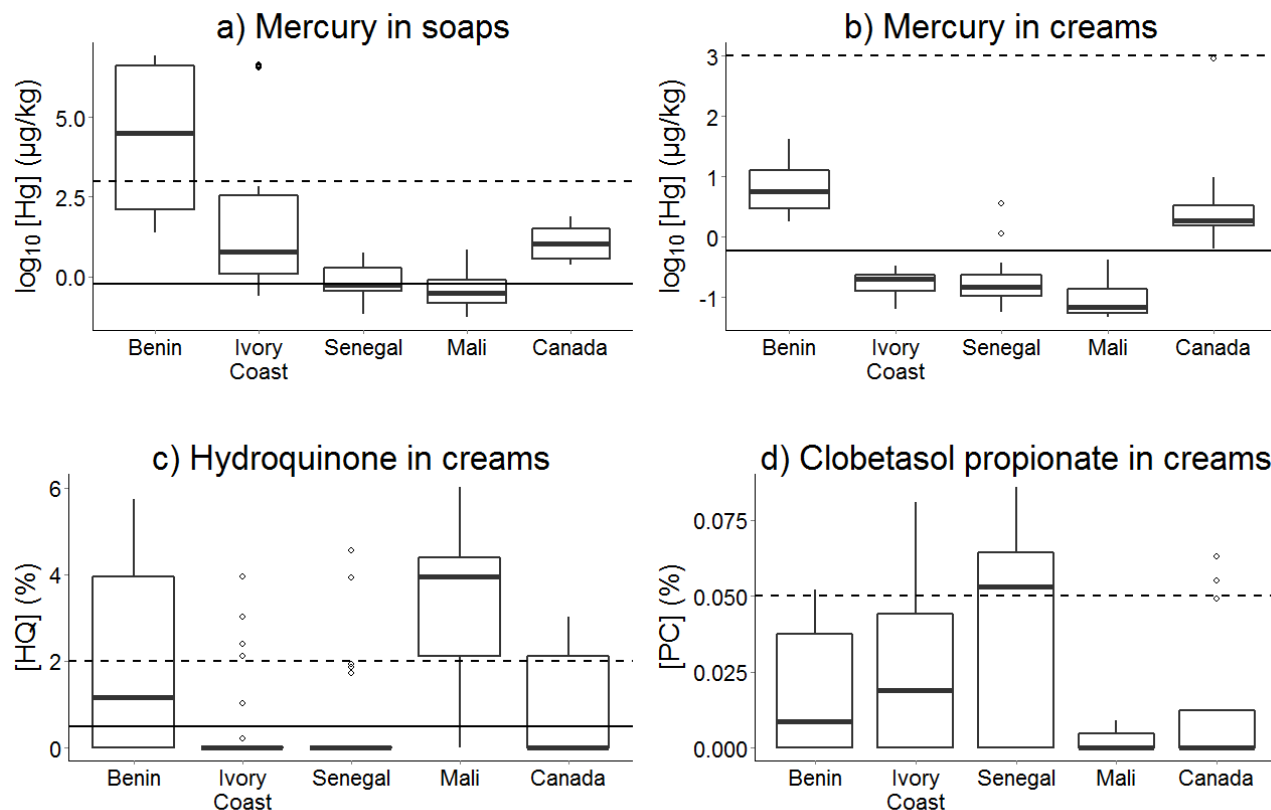 a) Mercury in soaps
log₁₀ [Hg] (µg/kg)
5.0
2.5
0.0
Benin
Ivory
Coast
Senegal
Mali
Canada
b) Mercury in creams
log₁₀ [Hg] (µg/kg)
3
2
1
0
-1
Benin
Ivory
Coast
Senegal
Mali
Canada
c) Hydroquinone in creams
[HQ] (%)
6
4
2
0
Benin
Ivory
Coast
Senegal
Mali
Canada
d) Clobetasol propionate in creams
[PC] (%)
0.075
0.050
0.025
0.000
Benin
Ivory
Coast
Senegal
Mali
Canada